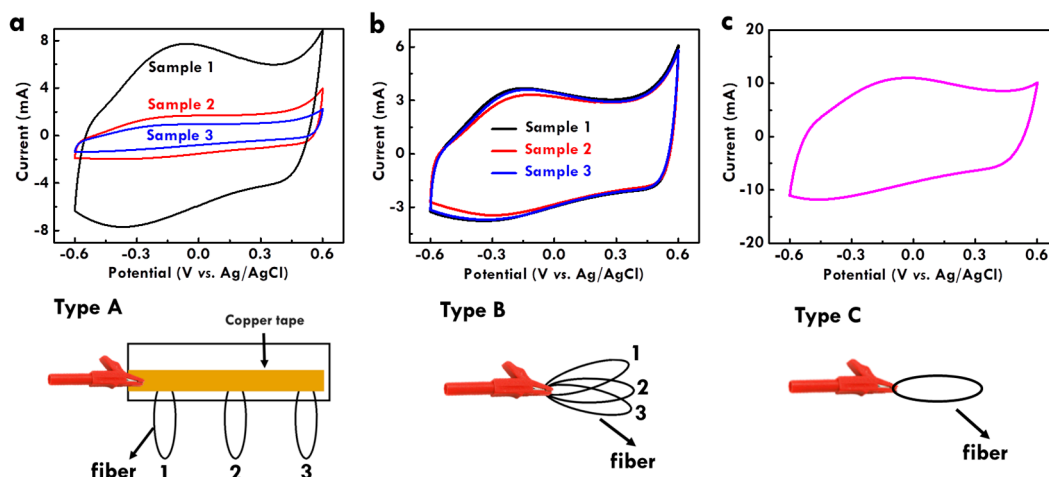 a
8
4
0
-4
-8
Current (mA)
Sample 1
Sample 2
Sample 3
-0.6 -0.3 0.0 0.3 0.6
Potential (V vs. Ag/AgCl)
b
6
3
0
-3
Current (mA)
Sample 1
Sample 2
Sample 3
-0.6 -0.3 0.0 0.3 0.6
Potential (V vs. Ag/AgCl)
c
20
10
0
-10
-20
Current (mA)
-0.6 -0.3 0.0 0.3 0.6
Potential (V vs. Ag/AgCl)
Type A
Copper tape
fiber
1 2 3
Type B
1
2
3
fiber
Type C
fiber